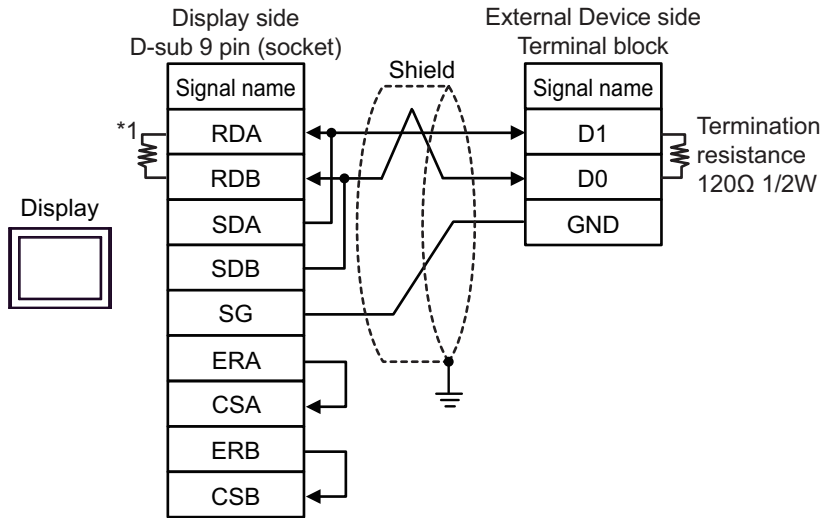 Display side
D-sub 9 pin (socket)
External Device side
Terminal block
Shield
Signal name
Signal name
*1
RDA
D1
Termination
resistance
120Ω 1/2W
RDB
D0
Display
SDA
GND
SDB
SG
ERA
CSA
ERB
CSB